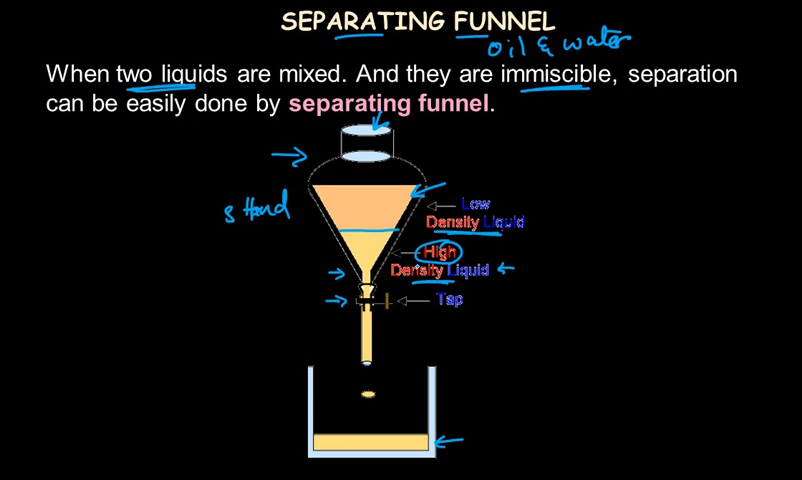 SEPARATING FUNNEL
oil & water
When two liquids are mixed. And they are immiscible, separation
can be easily done by separating funnel.
Low
Density Liquid
stand
High
Density Liquid
Tap